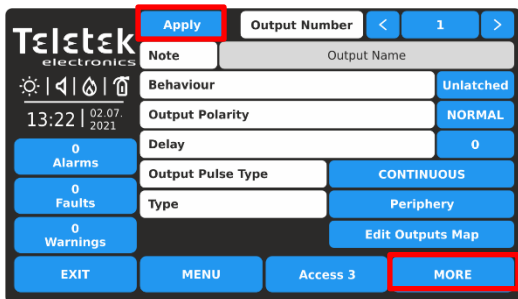 Teletek
electronics
13:22
02.07.
2021
0
Alarms
0
Faults
0
Warnings
EXIT
Apply
Output Number
<
1
>
Note
Output Name
Behaviour
Unlatched
Output Polarity
NORMAL
Delay
0
Output Pulse Type
CONTINUOUS
Type
Periphery
Edit Outputs Map
MENU
Access 3
MORE